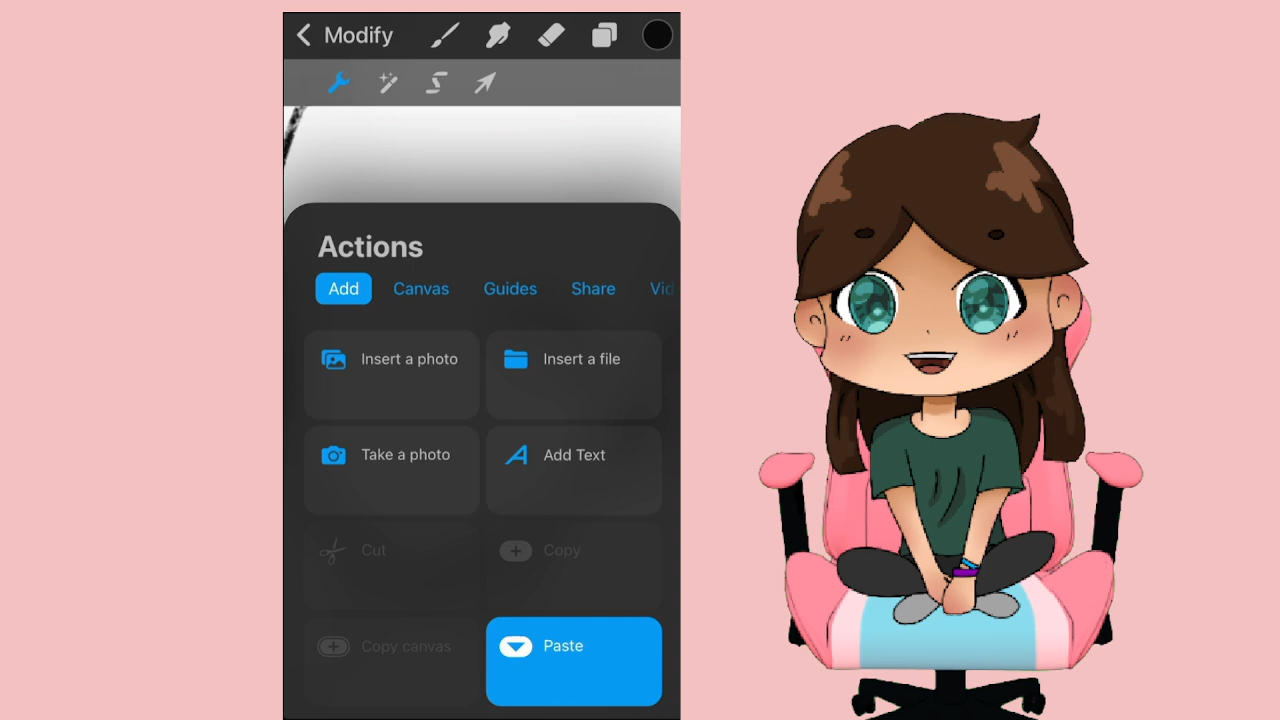 Modify
Actions
Add Canvas Guides Share Vid
Insert a photo Insert a file
Take a photo Add Text
Cut Copy
Copy canvas Paste